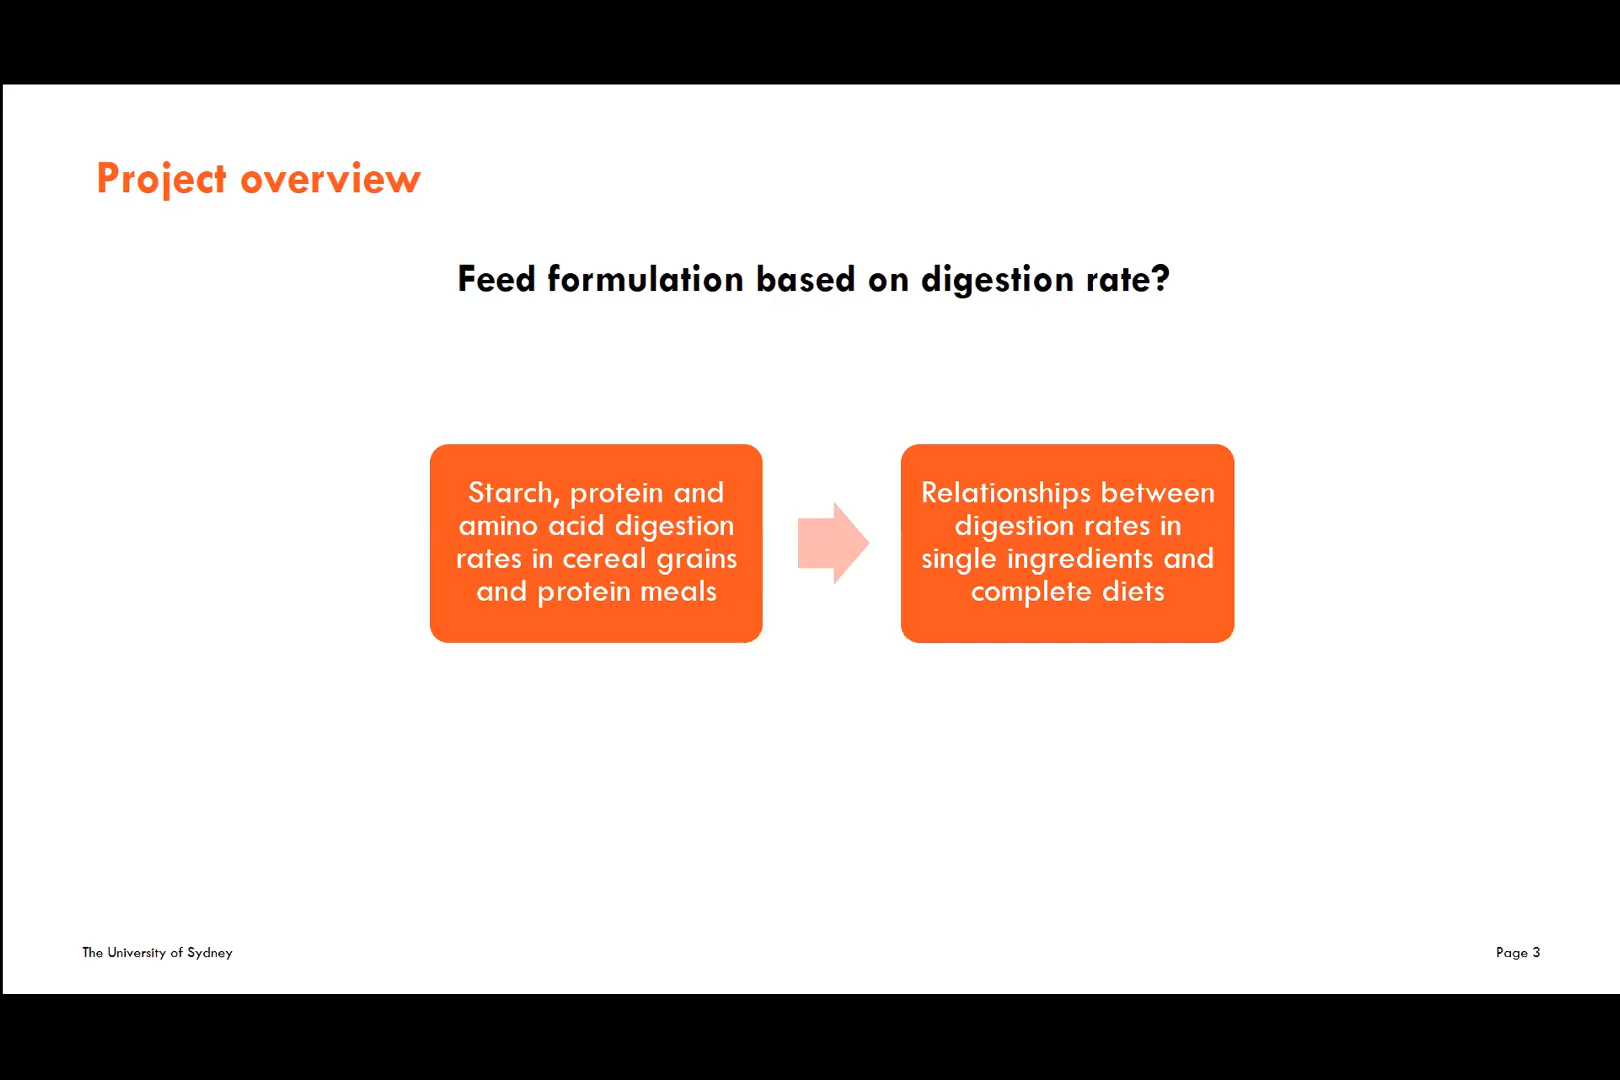 Project overview
Feed formulation based on digestion rate?
Starch, protein and
amino acid digestion
rates in cereal grains
and protein meals
Relationships between
digestion rates in
single ingredients and
complete diets
The University of Sydney
Page 3